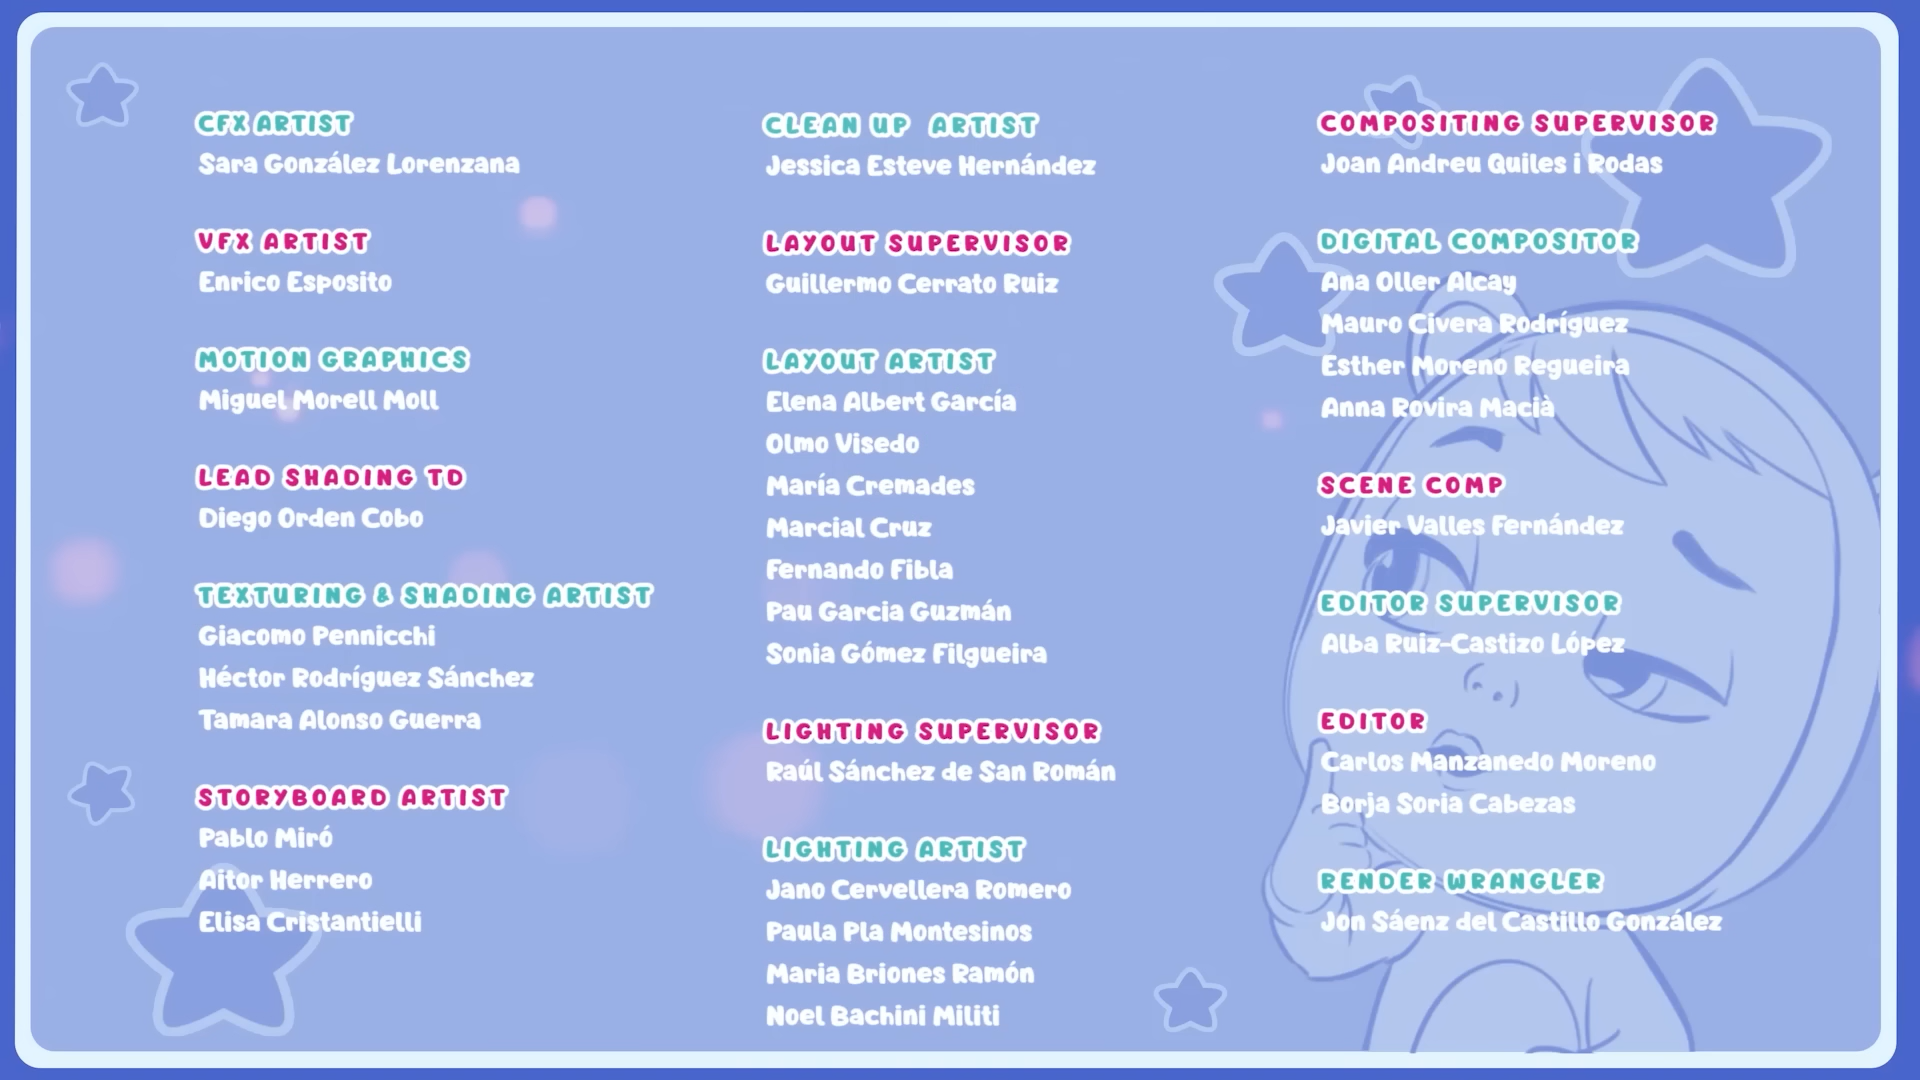 CFX ARTIST
Sara González Lorenzana
VFX ARTIST
Enrico Esposito
MOTION GRAPHICS
Miguel Morell Moll
LEAD SHADING TD
Diego Orden Cobo
TEXTURING & SHADING ARTIST
Giacomo Pennicchi
Héctor Rodríguez Sánchez
Tamara Alonso Guerra
STORYBOARD ARTIST
Pablo Miró
Aitor Herrero
Elisa Cristantielli
CLEAN UP ARTIST
Jessica Esteve Hernández
LAYOUT SUPERVISOR
Guillermo Cerrato Ruiz
LAYOUT ARTIST
Elena Albert García
Olmo Visedo
María Cremades
Marcial Cruz
Fernando Fibla
Pau Garcia Guzmán
Sonia Gómez Filgueira
LIGHTING SUPERVISOR
Raúl Sánchez de San Román
LIGHTING ARTIST
Jano Cervellera Romero
Paula Pla Montesinos
Maria Briones Ramón
Noel Bachini Militi
COMPOSITING SUPERVISOR
Joan Andreu Quiles i Rodas
DIGITAL COMPOSITOR
Ana Oller Alcay
Mauro Civera Rodríguez
Esther Moreno Regueira
Anna Rovira Macià
SCENE COMP
Javier Valles Fernández
EDITOR SUPERVISOR
Alba Ruiz-Castizo López
EDITOR
Carlos Manzanedo Moreno
Borja Soria Cabezas
RENDER WRANGLER
Jon Sáenz del Castillo González